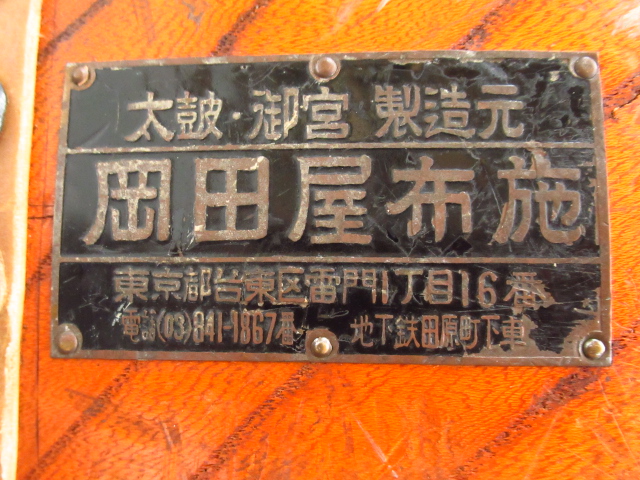 太鼓・御宮 製造元
岡田屋布施
東京都台東区雷門1丁目16番
電話(03)841-1867番 地下鉄田原町下車